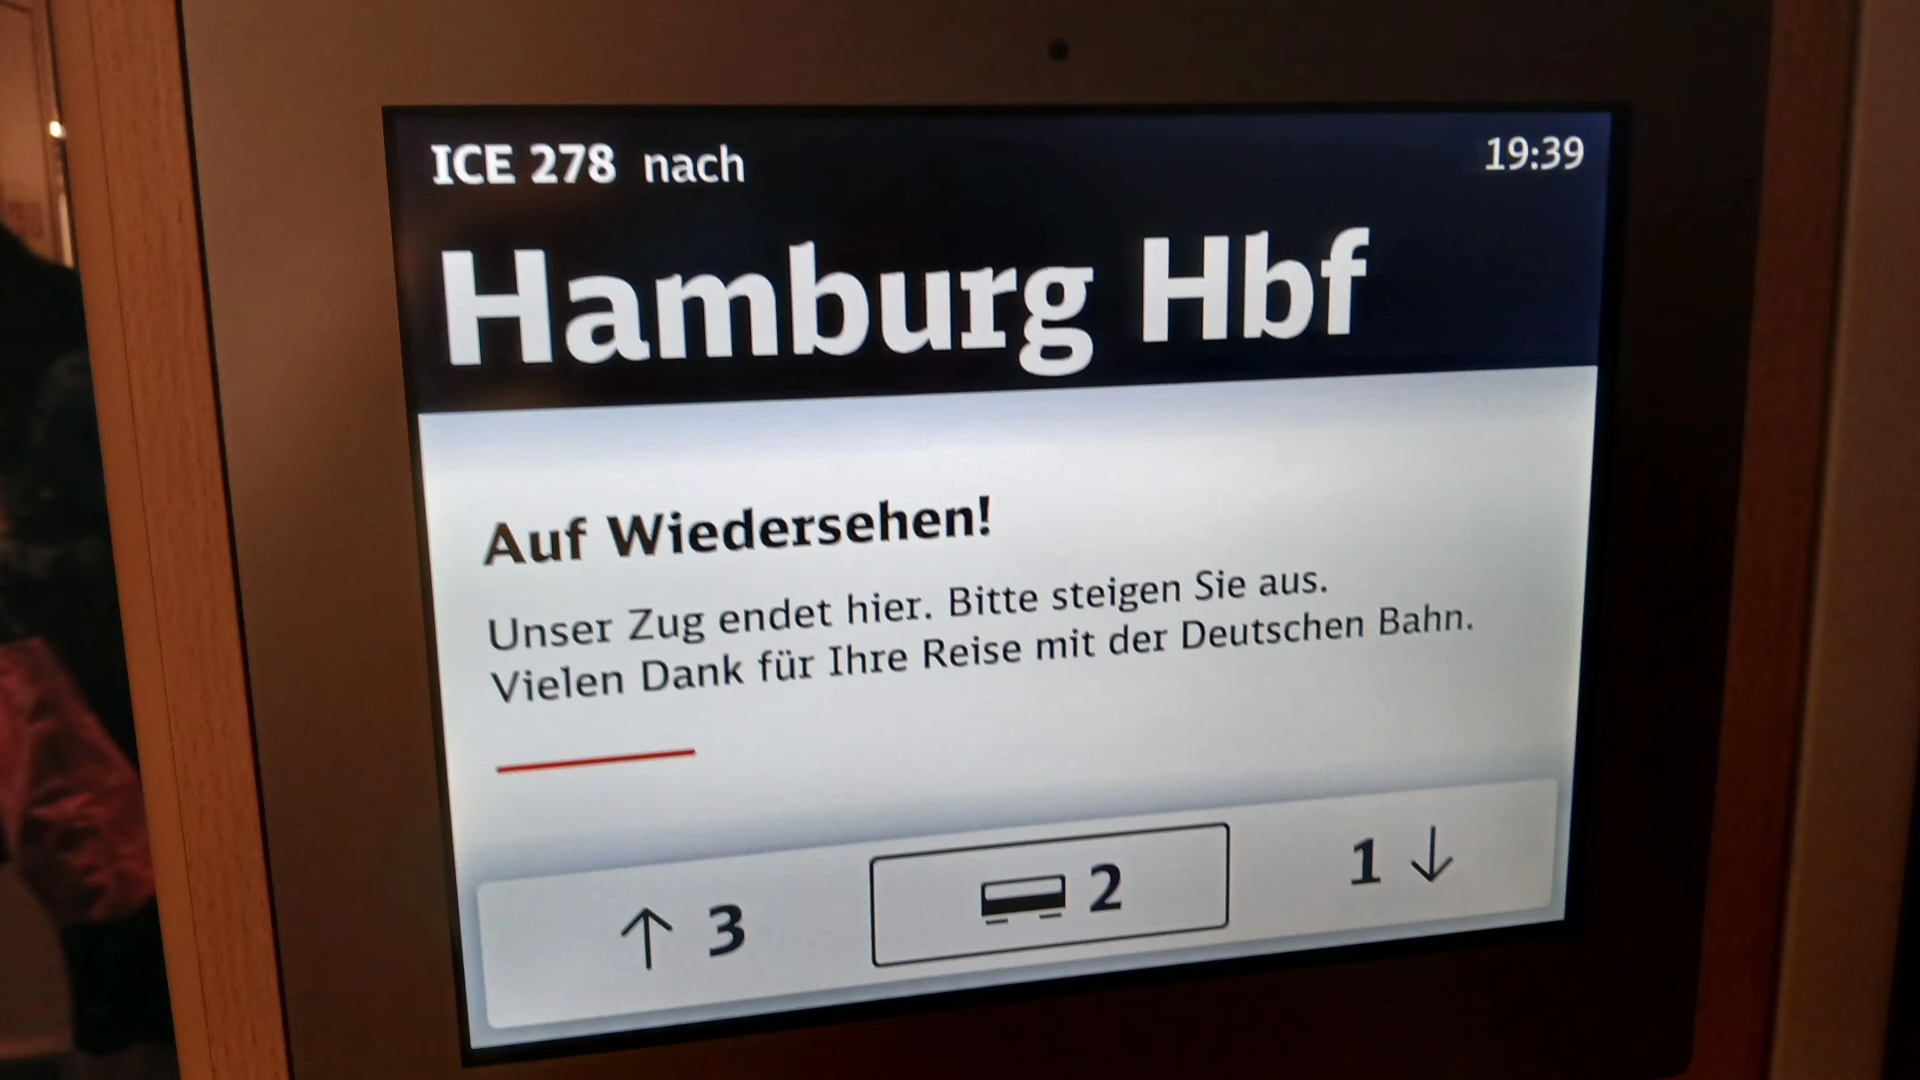 ICE 278 nach 19:39
Hamburg Hbf
Auf Wiedersehen!
Unser Zug endet hier. Bitte steigen Sie aus.
Vielen Dank für Ihre Reise mit der Deutschen Bahn.
↑ 3 2 1 ↓